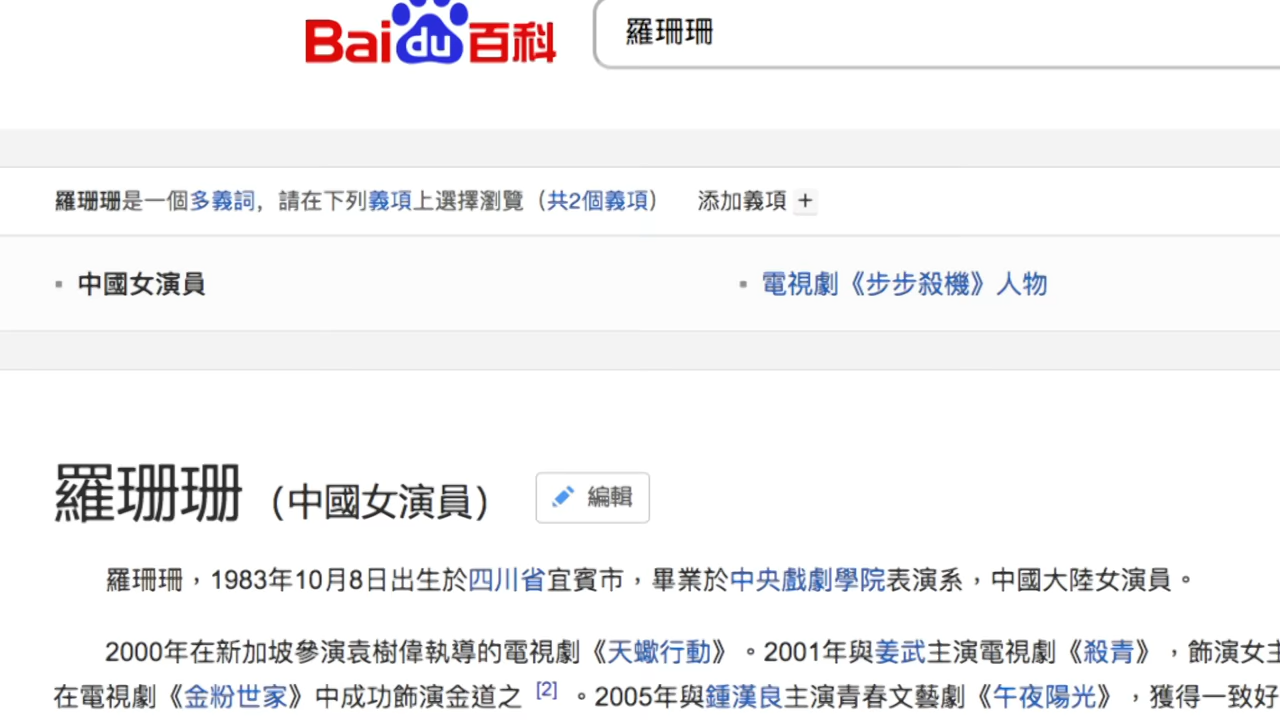 Bai du 百科
羅珊珊
羅珊珊是一個多義詞，請在下列義項上選擇瀏覽（共2個義項） 添加義項 +
▪ 中國女演員 ▪ 電視劇《步步殺機》人物
羅珊珊（中國女演員） 編輯
羅珊珊，1983年10月8日出生於四川省宜賓市，畢業於中央戲劇學院表演系，中國大陸女演員。
2000年在新加坡參演袁樹偉執導的電視劇《天蠍行動》。2001年與姜武主演電視劇《殺青》，飾演女主
在電視劇《金粉世家》中成功飾演金道之 [2] 。2005年與鍾漢良主演青春文藝劇《午夜陽光》，獲得一致好